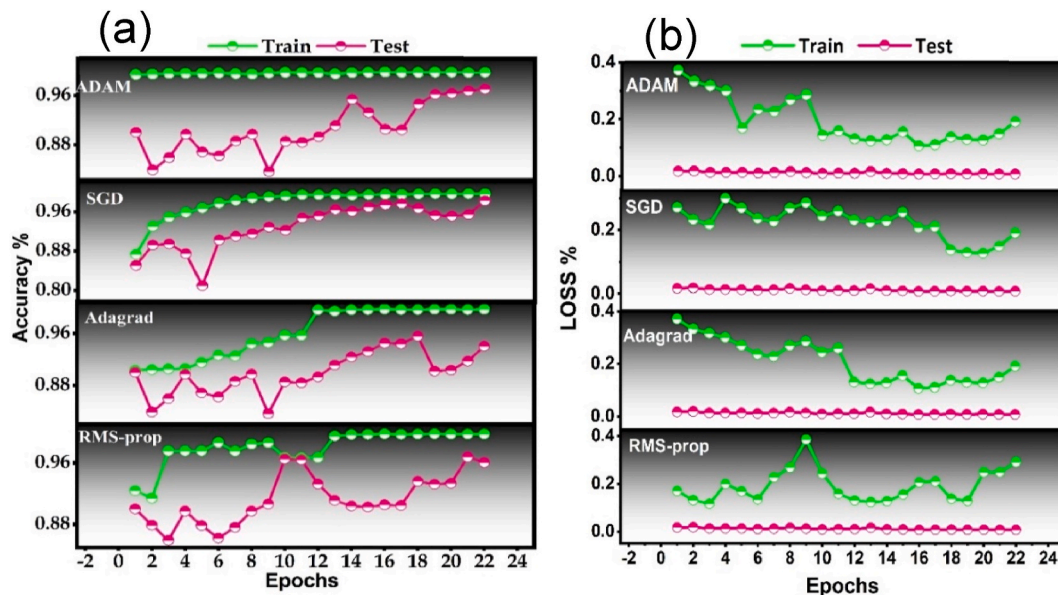 (a)
Train Test
ADAM
0.96
0.88
SGD
0.96
0.88
0.80
Adagrad
0.96
0.88
RMS-prop
0.96
0.88
Accuracy %
-2 0 2 4 6 8 10 12 14 16 18 20 22 24
Epochs
(b)
Train Test
0.4
ADAM
0.2
0.0
SGD
0.2
0.0
0.4
Adagrad
0.2
0.0
0.4
RMS-prop
0.2
0.0
LOSS %
-2 0 2 4 6 8 10 12 14 16 18 20 22 24
Epochs